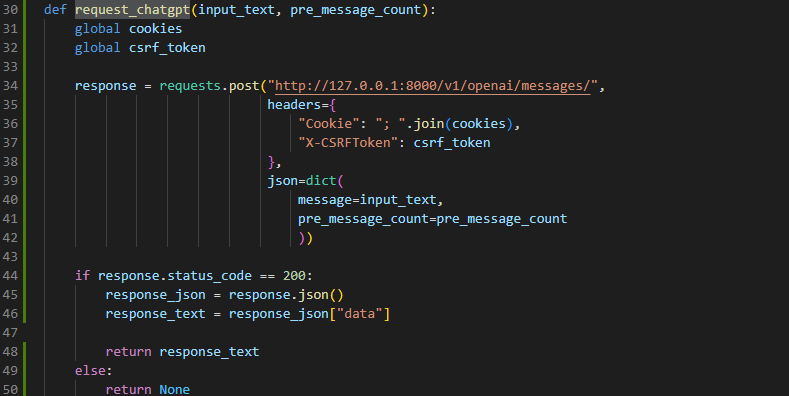 30 def request_chatgpt(input_text, pre_message_count):
31     global cookies
32     global csrf_token
33
34     response = requests.post("http://127.0.0.1:8000/v1/openai/messages/",
35                              headers={
36                                  "Cookie": "; ".join(cookies),
37                                  "X-CSRFToken": csrf_token
38                              },
39                              json=dict(
40                                  message=input_text,
41                                  pre_message_count=pre_message_count
42                                  ))
43
44     if response.status_code == 200:
45         response_json = response.json()
46         response_text = response_json["data"]
47
48         return response_text
49     else:
50         return None